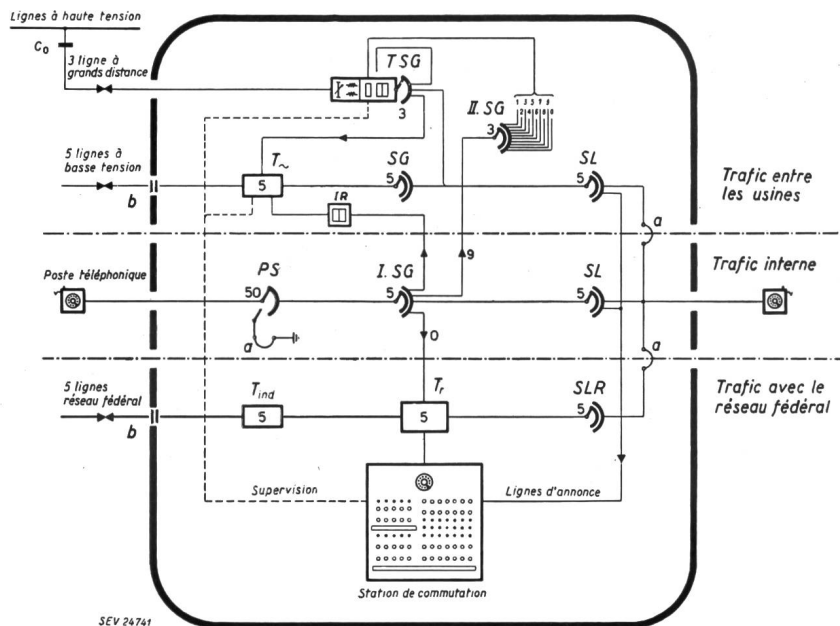 Lignes à haute tension
C₀
3 ligne à
grands distance
T SG
3
II. SG
3
1 3 5 7 9
2 4 6 8 0
5 lignes à
basse tension
b
T~
5
SG
5
SL
5
Trafic entre
les usines
IR
a
9
Poste téléphonique
PS
50
a
I. SG
5
SL
5
Trafic interne
0
a
5 lignes
réseau fédéral
b
Tind
5
Tr
5
SLR
5
Trafic avec le
réseau fédéral
Supervision
Lignes d'annonce
Station de commutation
SEV 24741